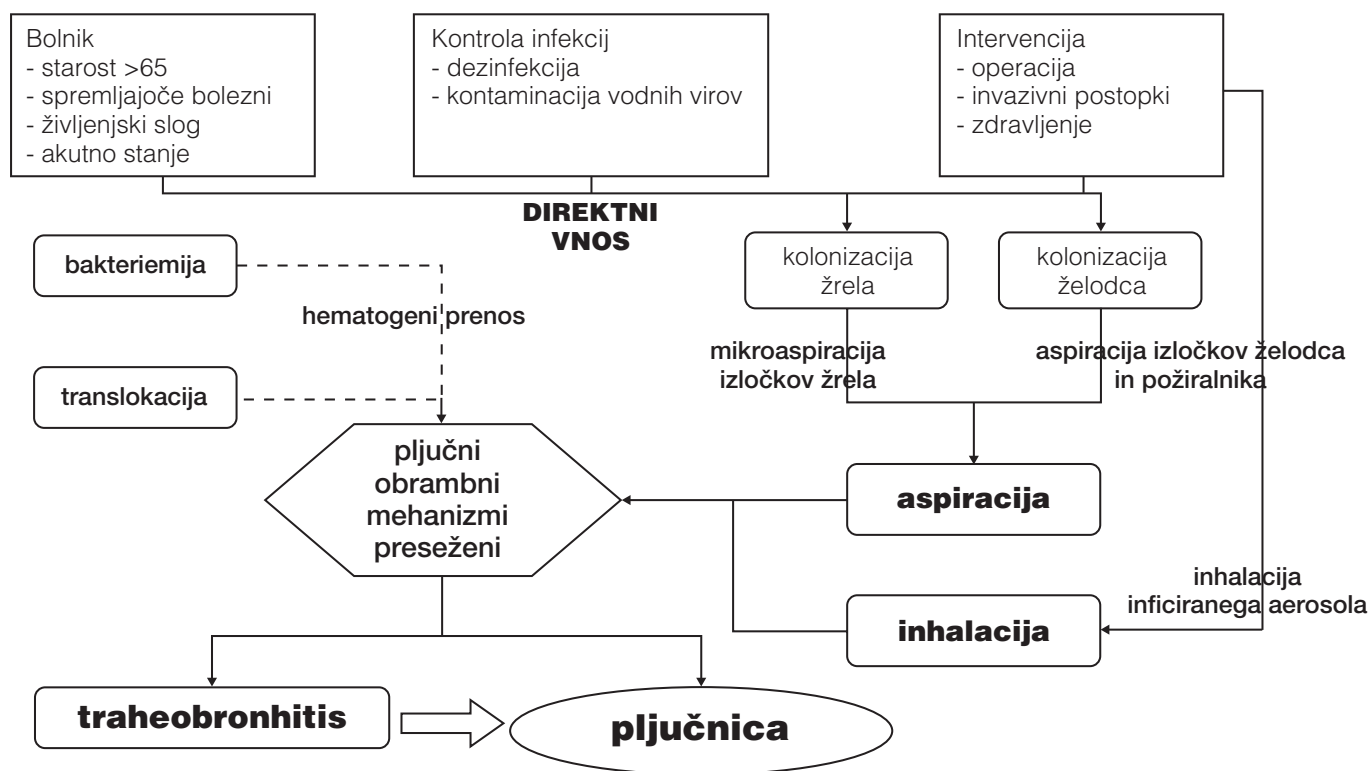 Bolnik
- starost >65
- spremljajoče bolezni
- življenjski slog
- akutno stanje
Kontrola infekcij
- dezinfekcija
- kontaminacija vodnih virov
Intervencija
- operacija
- invazivni postopki
- zdravljenje
DIREKTNI
VNOS
bakteriemija
hematogeni prenos
translokacija
kolonizacija
žrela
kolonizacija
želodca
mikroaspiracija
izločkov žrela
aspiracija izločkov želodca
in požiralnika
pljučni
obrambni
mehanizmi
preseženi
aspiracija
inhalacija
inficiranega aerosola
inhalacija
traheobronhitis
pljučnica